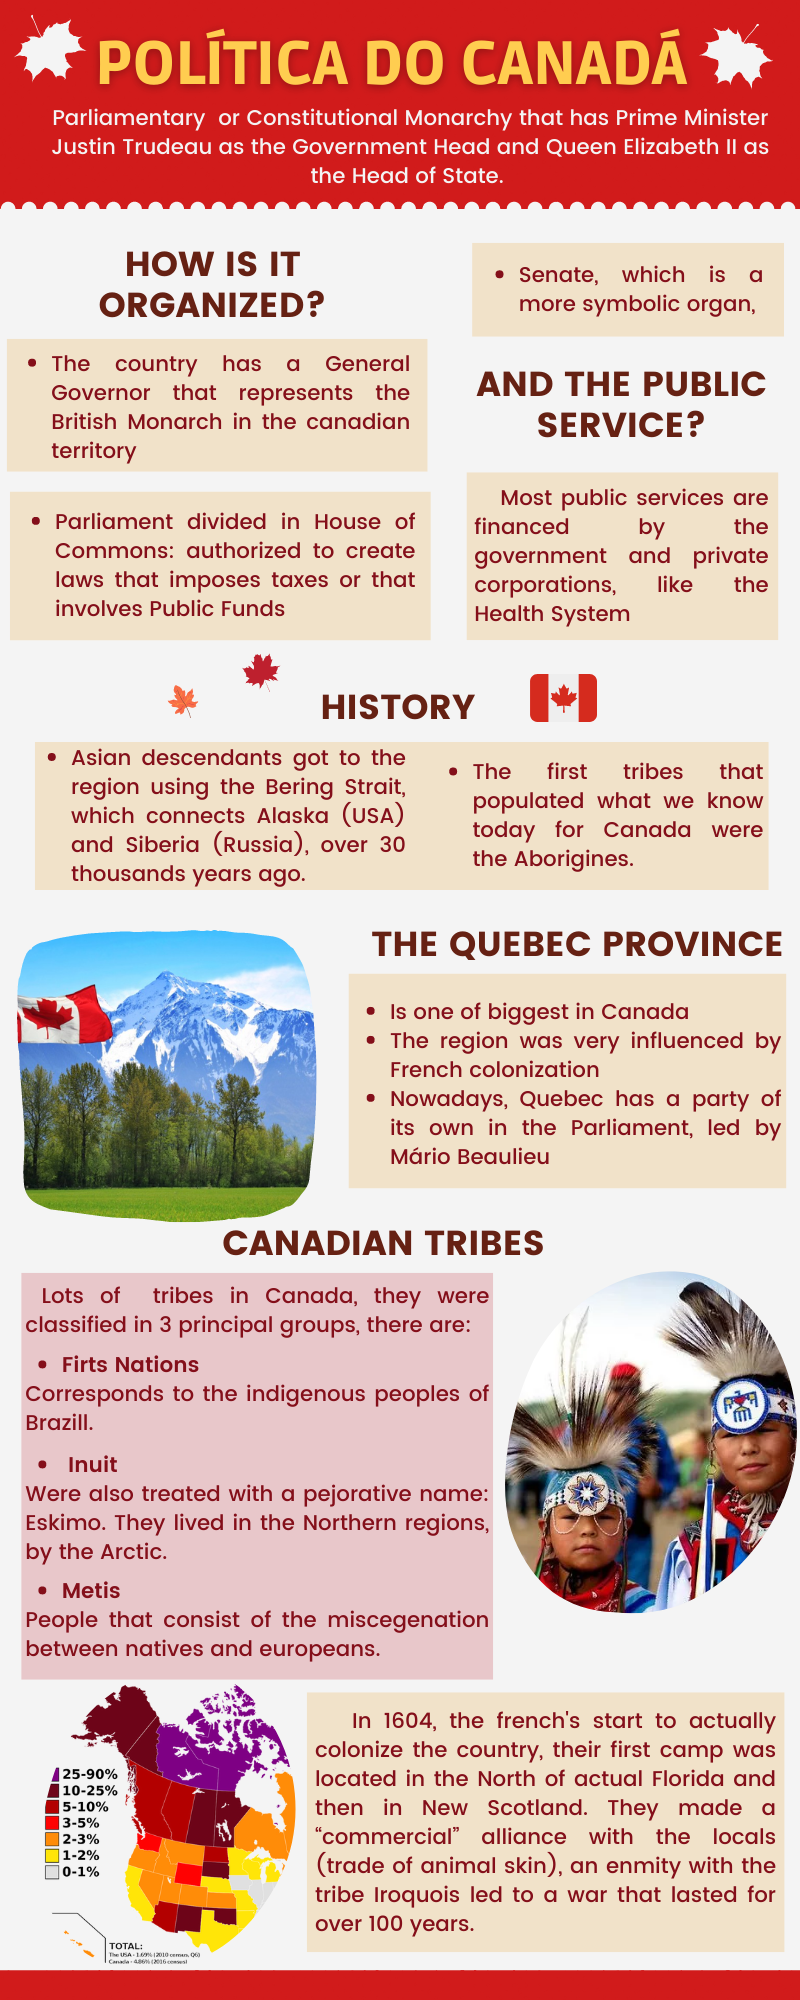 POLÍTICA DO CANADÁ
Parliamentary or Constitutional Monarchy that has Prime Minister
Justin Trudeau as the Government Head and Queen Elizabeth II as
the Head of State.
HOW IS IT
ORGANIZED?
• The country has a General
Governor that represents the
British Monarch in the canadian
territory
• Parliament divided in House of
Commons: authorized to create
laws that imposes taxes or that
involves Public Funds
• Senate, which is a
more symbolic organ,
AND THE PUBLIC
SERVICE?
Most public services are
financed by the
government and private
corporations, like the
Health System
HISTORY
• Asian descendants got to the
region using the Bering Strait,
which connects Alaska (USA)
and Siberia (Russia), over 30
thousands years ago.
• The first tribes that
populated what we know
today for Canada were
the Aborigines.
THE QUEBEC PROVINCE
• Is one of biggest in Canada
• The region was very influenced by
French colonization
• Nowadays, Quebec has a party of
its own in the Parliament, led by
Mário Beaulieu
CANADIAN TRIBES
Lots of tribes in Canada, they were
classified in 3 principal groups, there are:
• Firts Nations
Corresponds to the indigenous peoples of
Brazill.
• Inuit
Were also treated with a pejorative name:
Eskimo. They lived in the Northern regions,
by the Arctic.
• Metis
People that consist of the miscegenation
between natives and europeans.
25-90%
10-25%
5-10%
3-5%
2-3%
1-2%
0-1%
TOTAL:
The USA - 1.69% (2010 census, Q6)
Canada - 4.86% (2016 census)
In 1604, the french's start to actually
colonize the country, their first camp was
located in the North of actual Florida and
then in New Scotland. They made a
“commercial” alliance with the locals
(trade of animal skin), an enmity with the
tribe Iroquois led to a war that lasted for
over 100 years.